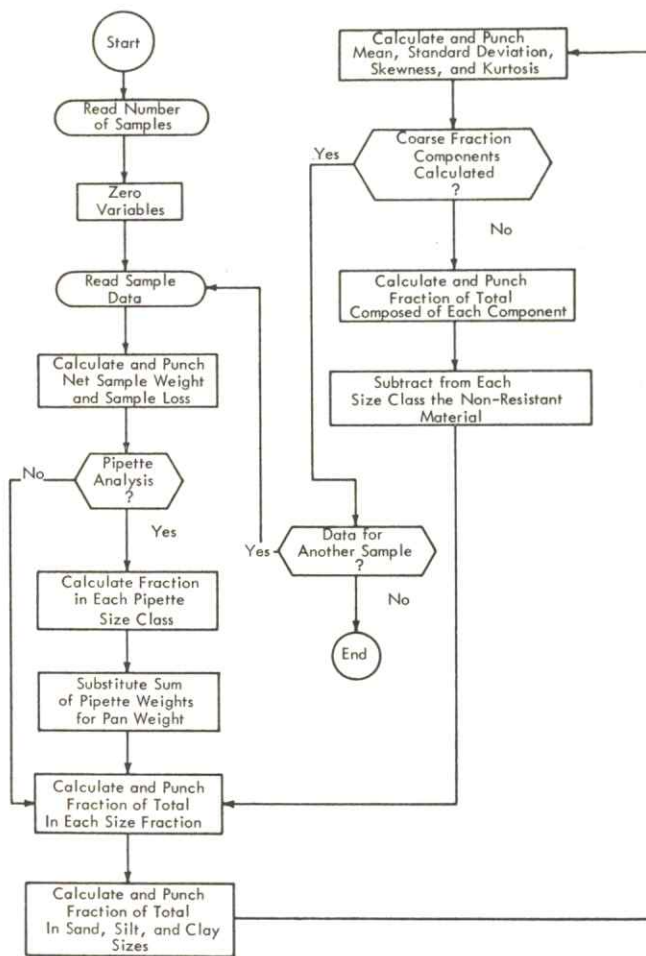 Start
Read Number
of Samples
Zero
Variables
Read Sample
Data
Calculate and Punch
Net Sample Weight
and Sample Loss
Pipette
Analysis
?
No
Yes
Calculate Fraction
in Each Pipette
Size Class
Substitute Sum
of Pipette Weights
for Pan Weight
Calculate and Punch
Fraction of Total
In Each Size Fraction
Calculate and Punch
Fraction of Total
In Sand, Silt, and Clay
Sizes
Calculate and Punch
Mean, Standard Deviation,
Skewness, and Kurtosis
Coarse Fraction
Components
Calculated
?
Yes
No
Calculate and Punch
Fraction of Total
Composed of Each Component
Subtract from Each
Size Class the Non-Resistant
Material
Data for
Another Sample
?
Yes
No
End